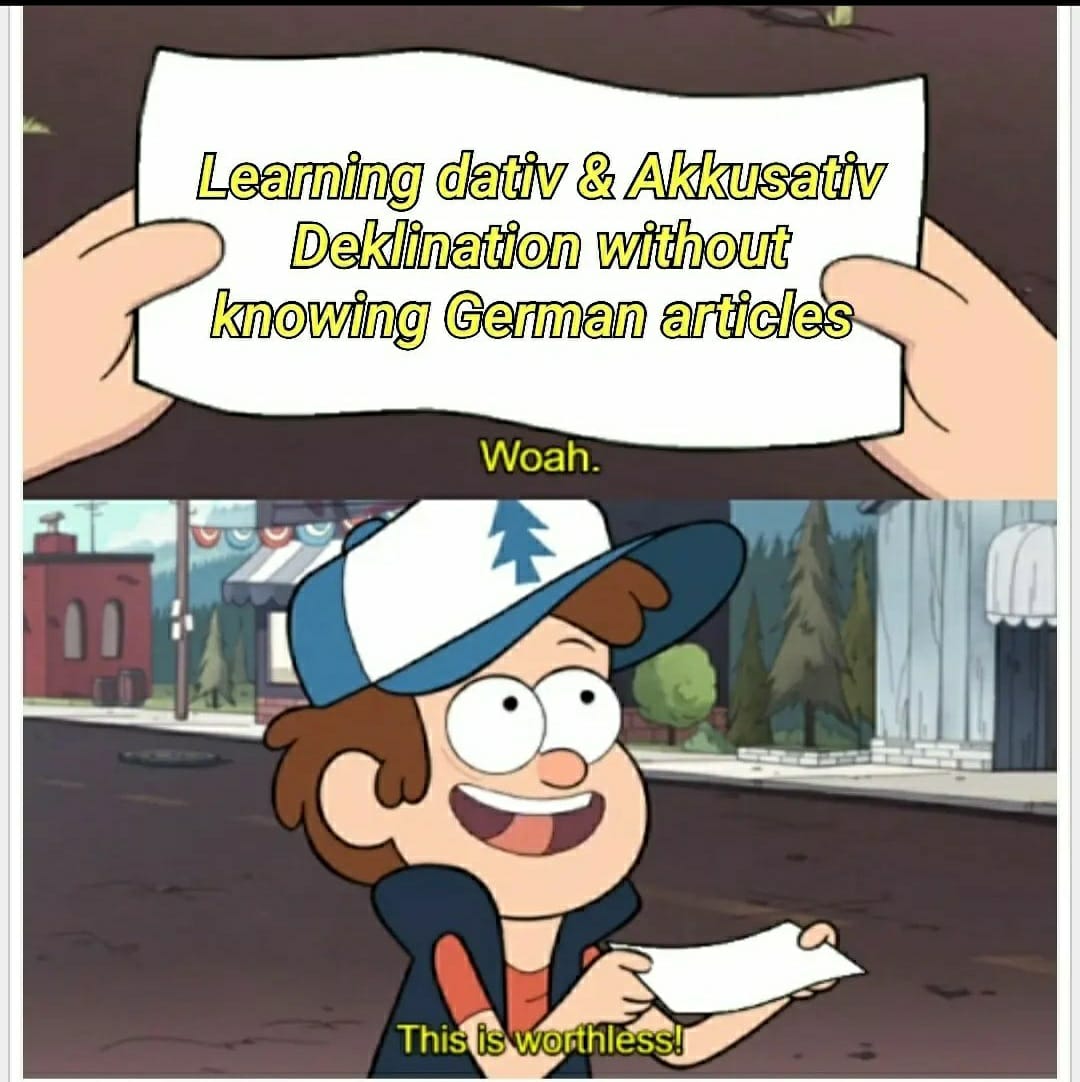 Learning dativ & Akkusativ
Deklination without
knowing German articles
Woah.
This is worthless!